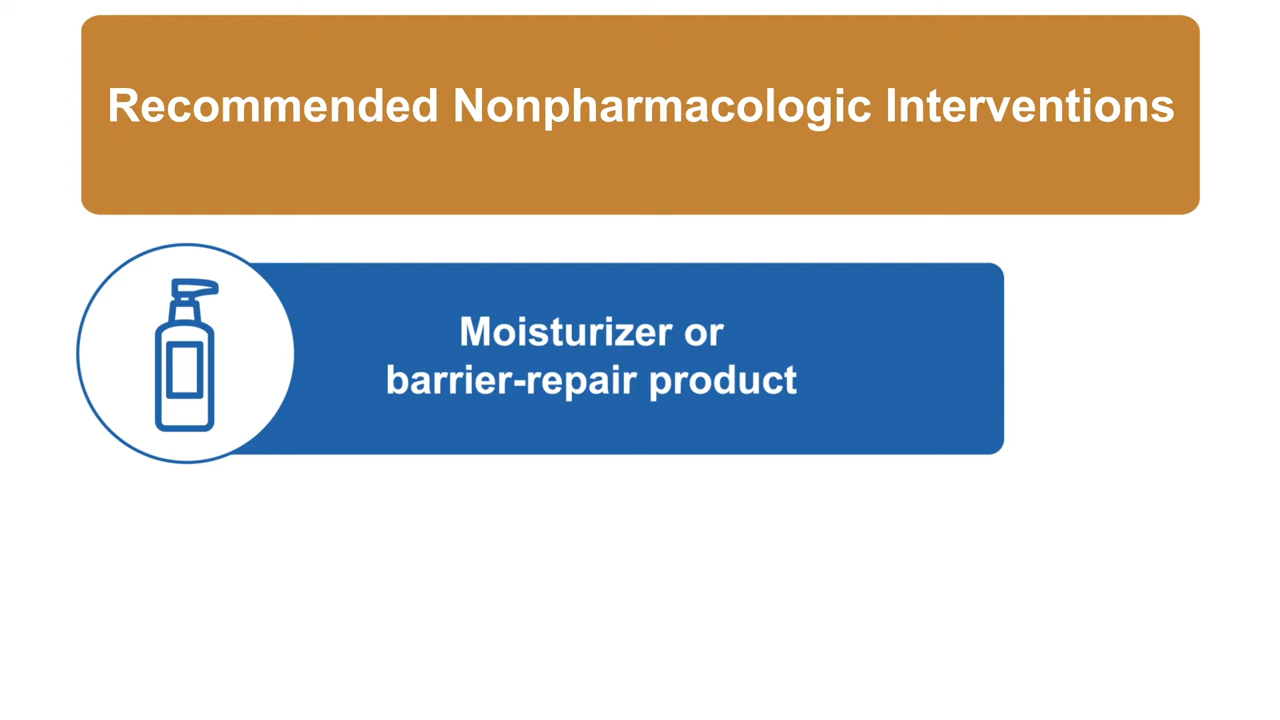 Recommended Nonpharmacologic Interventions
Moisturizer or
barrier-repair product